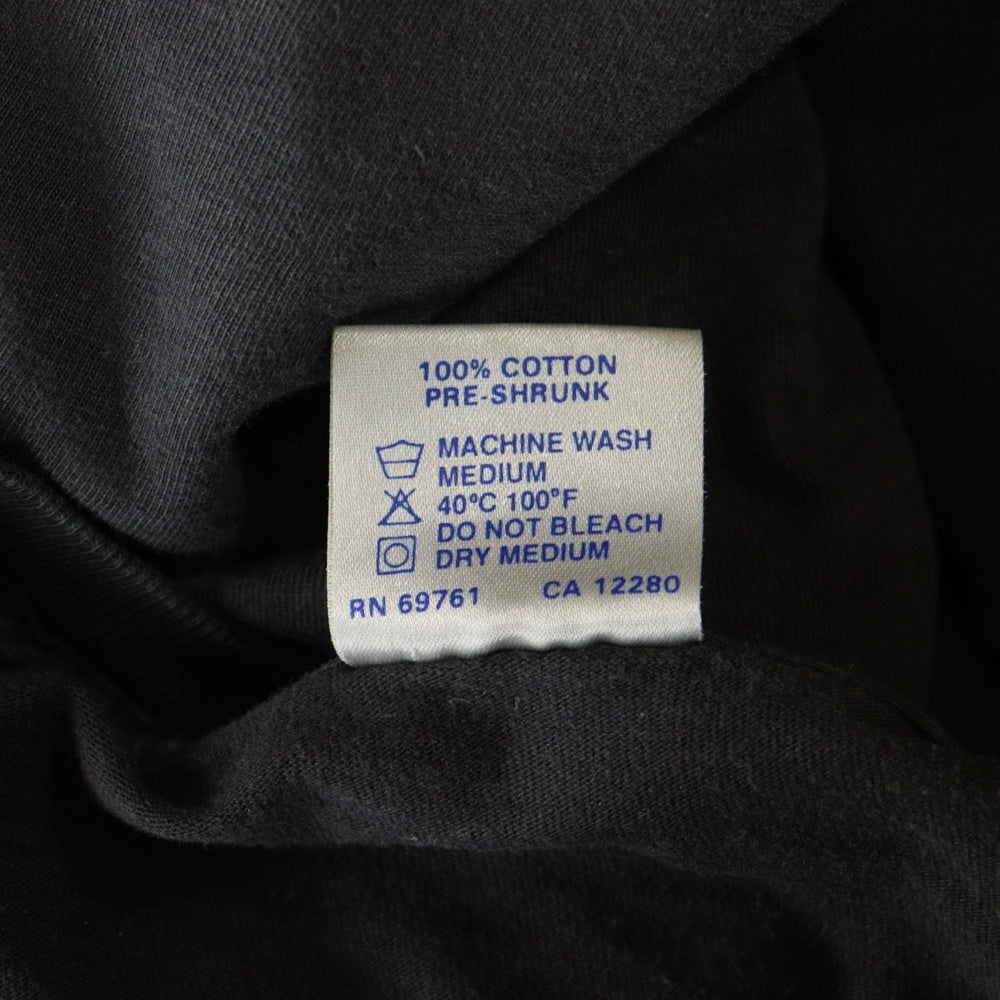 100% COTTON
PRE-SHRUNK
MACHINE WASH
MEDIUM
40°C 100°F
DO NOT BLEACH
DRY MEDIUM
RN 69761 CA 12280